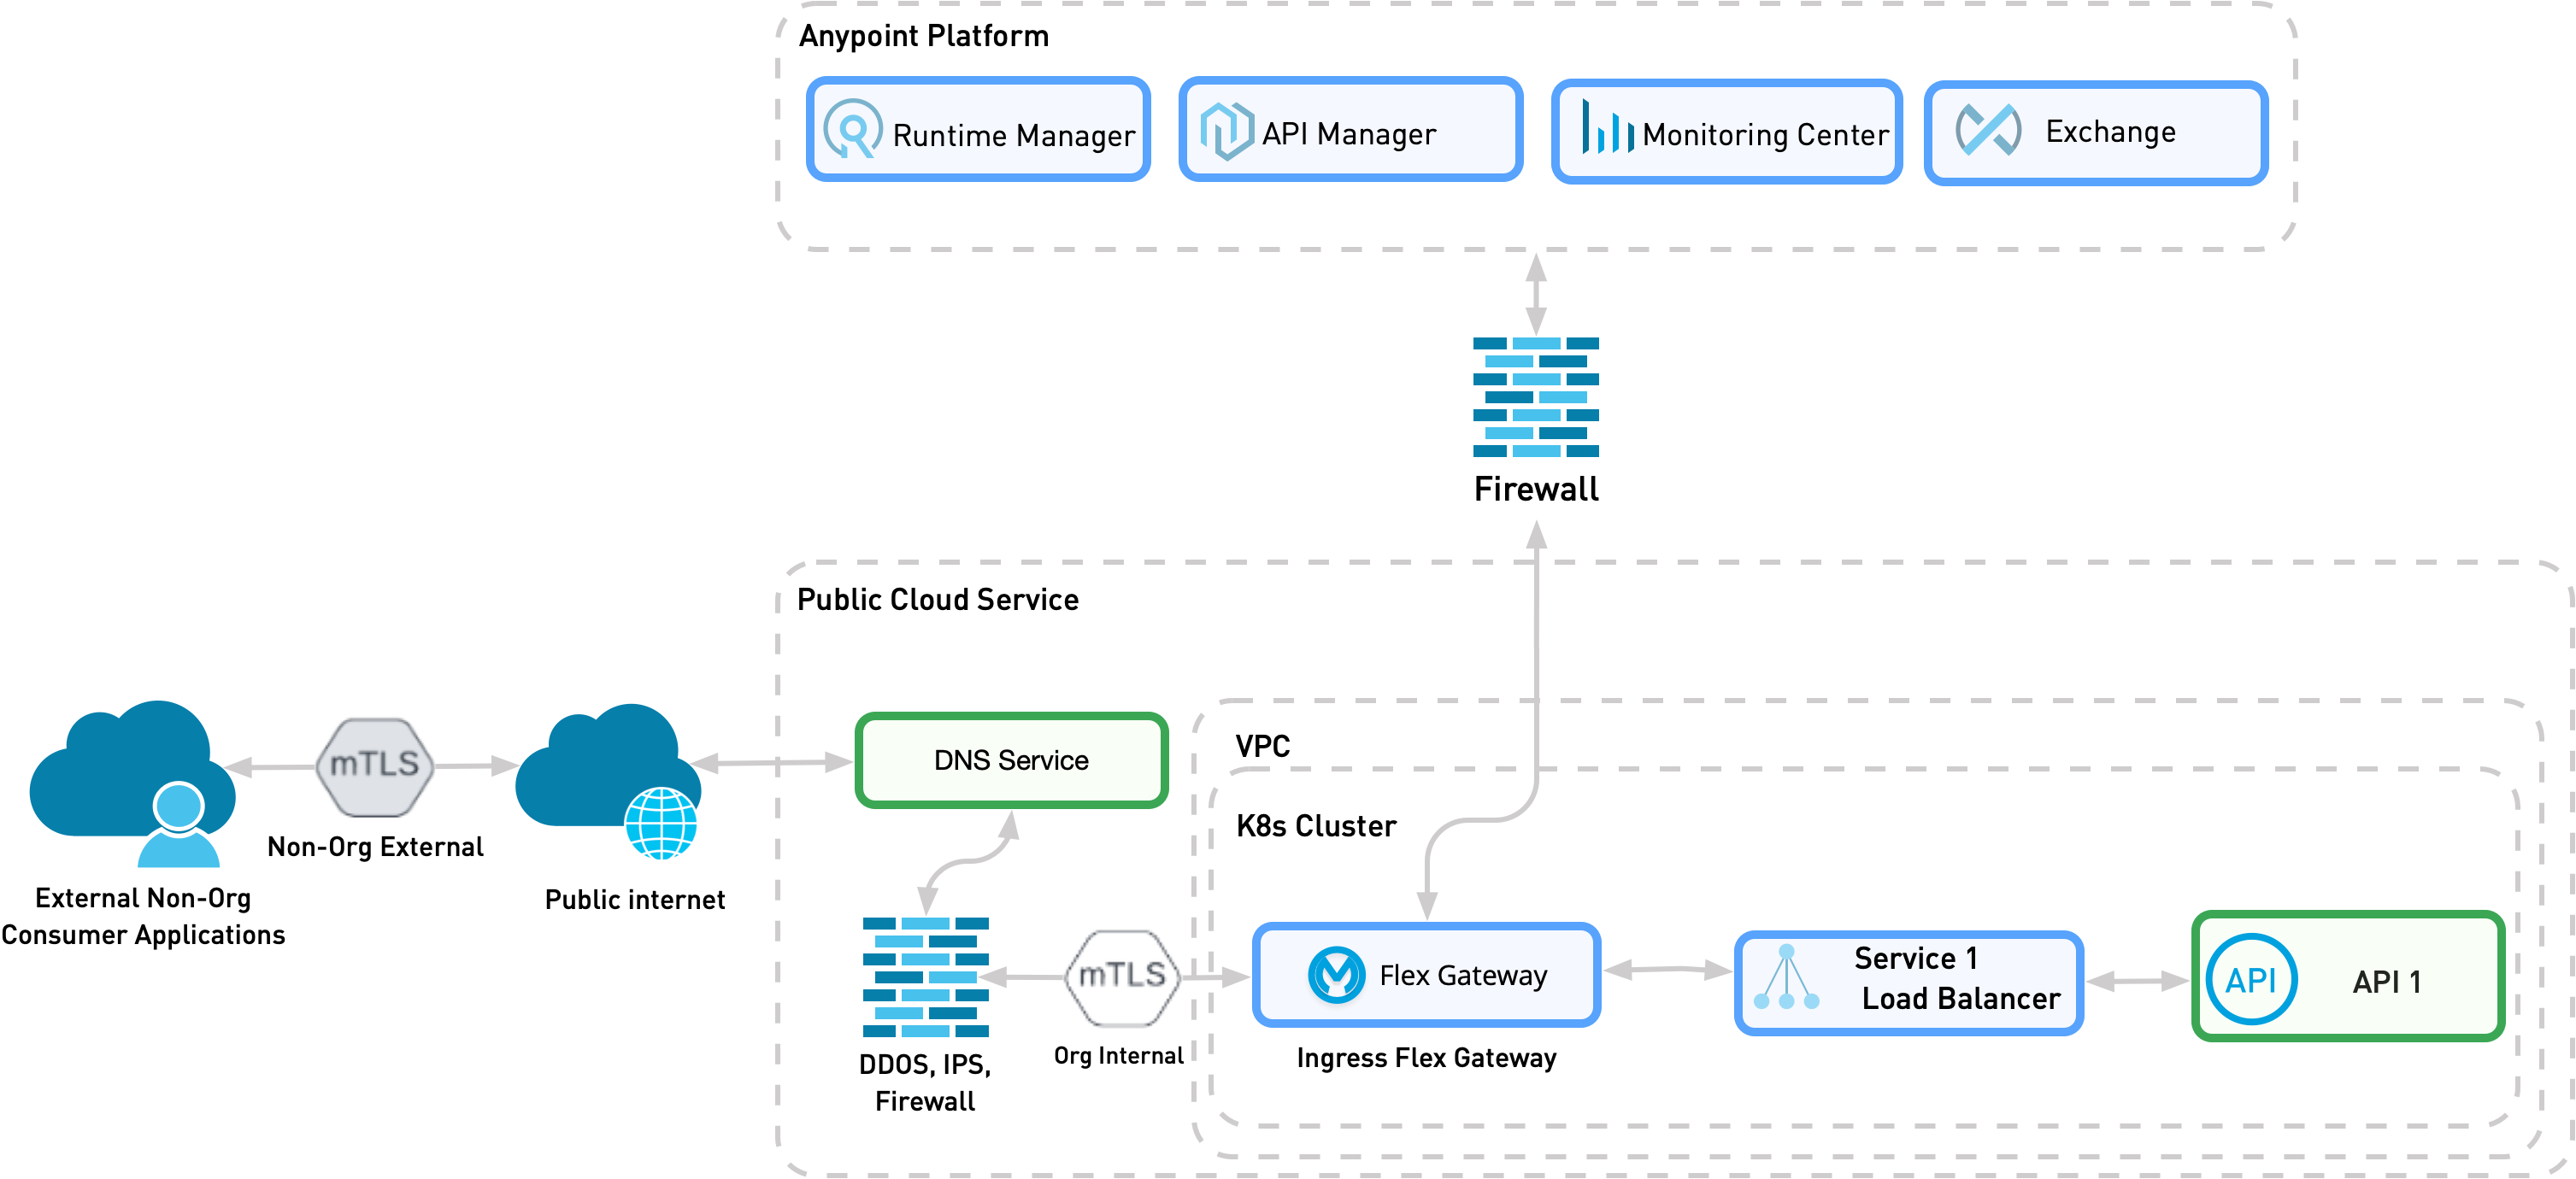 Anypoint Platform
Runtime Manager
API Manager
Monitoring Center
Exchange
Firewall
Public Cloud Service
mTLS
Non-Org External
External Non-Org
Consumer Applications
Public internet
DNS Service
DDOS, IPS,
Firewall
mTLS
Org Internal
VPC
K8s Cluster
Flex Gateway
Ingress Flex Gateway
Service 1
Load Balancer
API
API 1